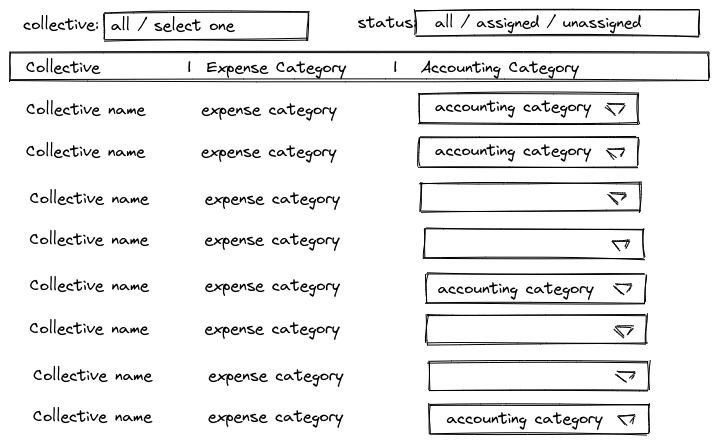 collective: all / select one status: all / assigned / unassigned
Collective | Expense Category | Accounting Category
Collective name expense category accounting category
Collective name expense category accounting category
Collective name expense category
Collective name expense category
Collective name expense category accounting category
Collective name expense category
Collective name expense category
Collective name expense category accounting category